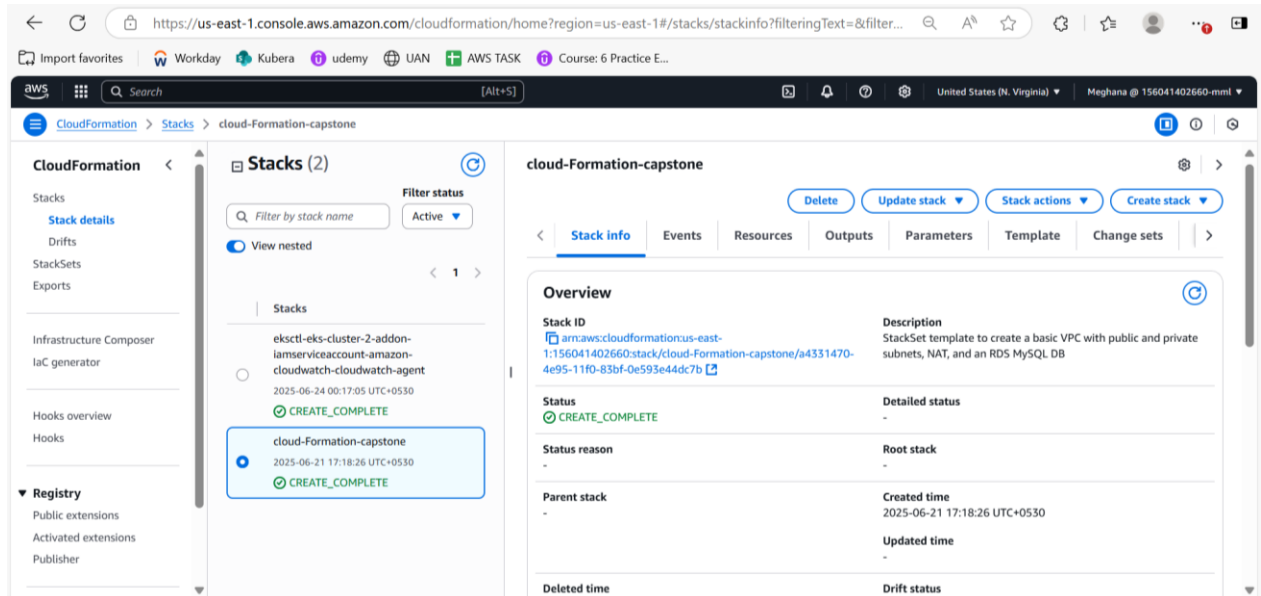 https://us-east-1.console.aws.amazon.com/cloudformation/home?region=us-east-1#/stacks/stackinfo?filteringText=&filter...
Import favorites Workday Kubera udemy UAN AWS TASK Course: 6 Practice E...
aws Search [Alt+S] United States (N. Virginia) ▼ Meghana @ 156041402660-mml ▼
CloudFormation > Stacks > cloud-Formation-capstone
CloudFormation
Stacks
Stack details
Drifts
StackSets
Exports
Infrastructure Composer
IaC generator
Hooks overview
Hooks
▼ Registry
Public extensions
Activated extensions
Publisher
Stacks (2)
Filter status
Filter by stack name
Active ▼
View nested
< 1 >
Stacks
eksctl-eks-cluster-2-addon-
iamserviceaccount-amazon-
cloudwatch-cloudwatch-agent
2025-06-24 00:17:05 UTC+0530
CREATE_COMPLETE
cloud-Formation-capstone
2025-06-21 17:18:26 UTC+0530
CREATE_COMPLETE
cloud-Formation-capstone
Delete Update stack ▼ Stack actions ▼ Create stack ▼
Stack info Events Resources Outputs Parameters Template Change sets
Overview
Stack ID
arn:aws:cloudformation:us-east-
1:156041402660:stack/cloud-Formation-capstone/a4331470-
4e95-11f0-83bf-0e593e44dc7b
Description
StackSet template to create a basic VPC with public and private
subnets, NAT, and an RDS MySQL DB
Status
CREATE_COMPLETE
Detailed status
-
Status reason
-
Root stack
-
Parent stack
-
Created time
2025-06-21 17:18:26 UTC+0530
Updated time
-
Deleted time
Drift status